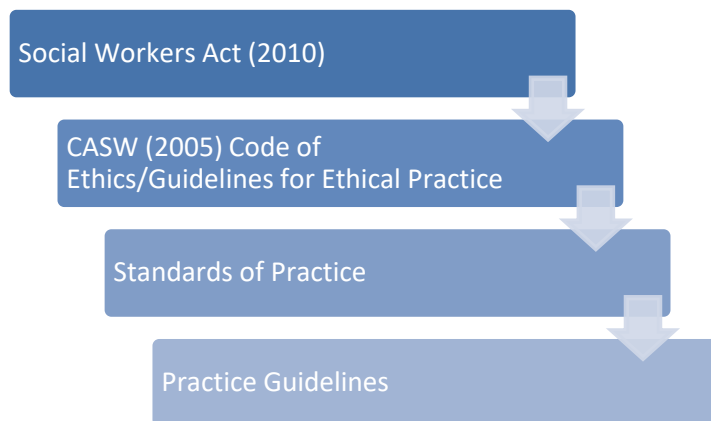 Social Workers Act (2010)
CASW (2005) Code of
Ethics/Guidelines for Ethical Practice
Standards of Practice
Practice Guidelines